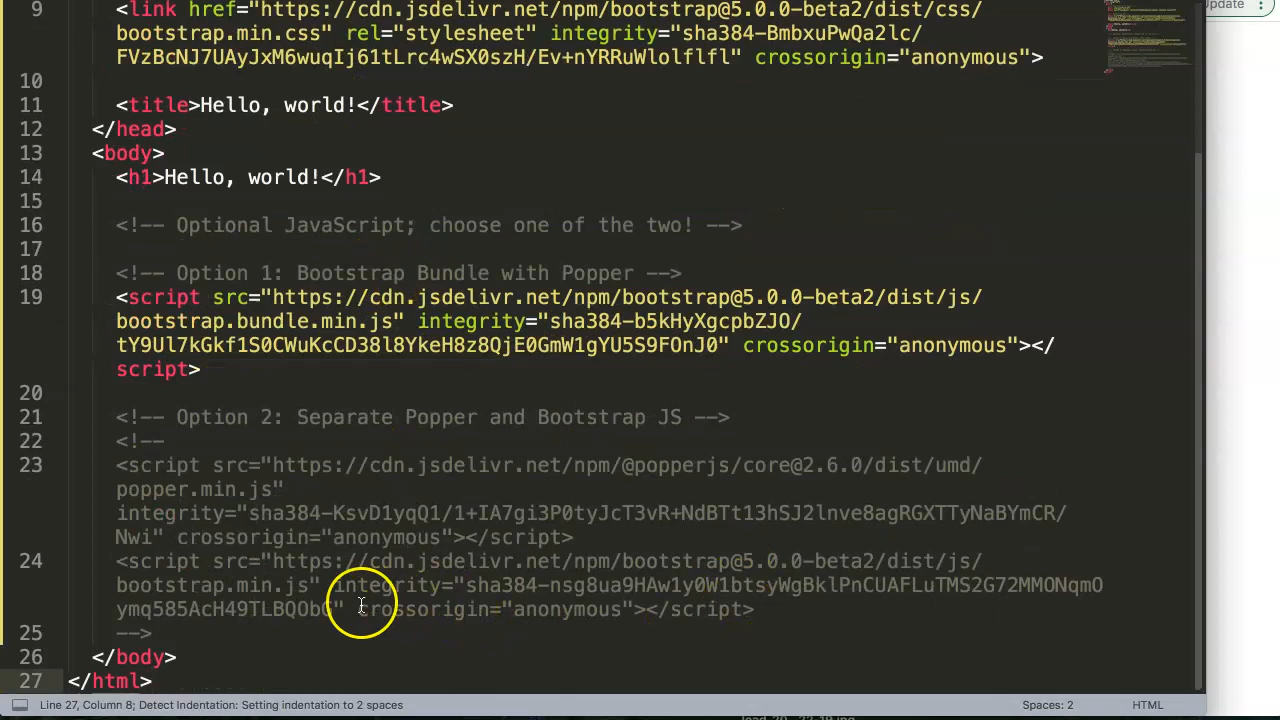 Update
9 <link href="https://cdn.jsdelivr.net/npm/bootstrap@5.0.0-beta2/dist/css/
bootstrap.min.css" rel="stylesheet" integrity="sha384-BmbxuPwQa2lc/
FVzBcNJ7UAyJxM6wuqIj61tLrc4wSX0szH/Ev+nYRRuWlolflfl" crossorigin="anonymous">
10
11 <title>Hello, world!</title>
12 </head>
13 <body>
14 <h1>Hello, world!</h1>
15
16 <!-- Optional JavaScript; choose one of the two! -->
17
18 <!-- Option 1: Bootstrap Bundle with Popper -->
19 <script src="https://cdn.jsdelivr.net/npm/bootstrap@5.0.0-beta2/dist/js/
bootstrap.bundle.min.js" integrity="sha384-b5kHyXgcpbZJO/
tY9Ul7kGkf1S0CWuKcCD38l8YkeH8z8QjE0GmW1gYU5S9FOnJ0" crossorigin="anonymous"></
script>
20
21 <!-- Option 2: Separate Popper and Bootstrap JS -->
22 <!--
23 <script src="https://cdn.jsdelivr.net/npm/@popperjs/core@2.6.0/dist/umd/
popper.min.js"
integrity="sha384-KsvD1yqQ1/1+IA7gi3P0tyJcT3vR+NdBTt13hSJ2lnve8agRGXTTyNaBYmCR/
Nwi" crossorigin="anonymous"></script>
24 <script src="https://cdn.jsdelivr.net/npm/bootstrap@5.0.0-beta2/dist/js/
bootstrap.min.js" integrity="sha384-nsg8ua9HAw1y0W1btsyWgBklPnCUAFLuTMS2G72MMONqmO
ymq585AcH49TLBQObG" crossorigin="anonymous"></script>
25 -->
26 </body>
27 </html>
Line 27, Column 8; Detect Indentation: Setting indentation to 2 spaces
Spaces: 2
HTML